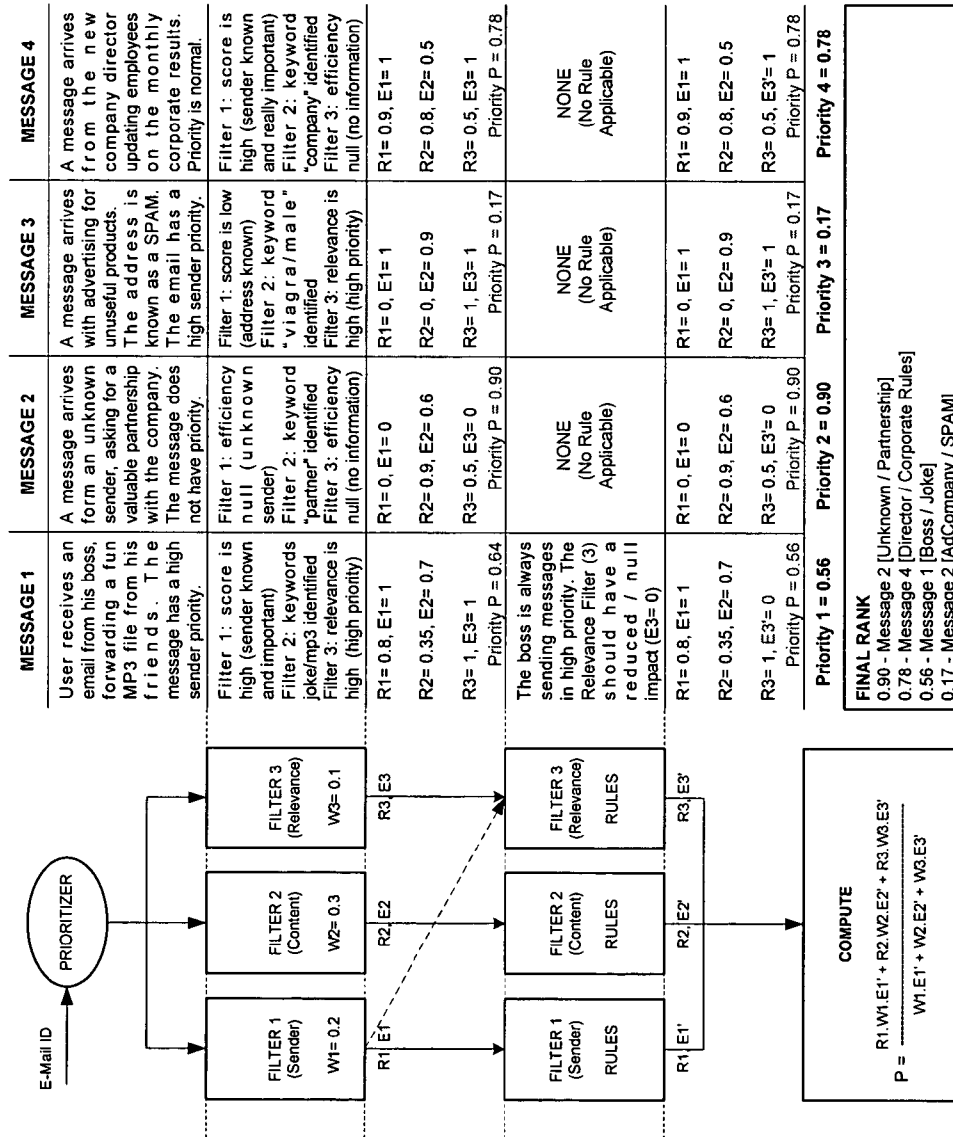 E-Mail ID
PRIORITIZER
FILTER 1
(Sender)
W1= 0.2
FILTER 2
(Content)
W2= 0.3
FILTER 3
(Relevance)
W3= 0.1
R1, E1
R2, E2
R3, E3
FILTER 1
(Sender)
RULES
FILTER 2
(Content)
RULES
FILTER 3
(Relevance)
RULES
R1, E1'
R2, E2'
R3, E3'
COMPUTE
R1.W1.E1' + R2.W2.E2' + R3.W3.E3'
P =
W1.E1' + W2.E2' + W3.E3'
MESSAGE 1
User receives an
email from his boss,
forwarding a fun
MP3 file from his
friends. The
message has a high
sender priority.
Filter 1: score is
high (sender known
and important)
Filter 2: keywords
joke/mp3 identified
Filter 3: relevance is
high (high priority)
R1= 0.8, E1= 1
R2= 0.35, E2= 0.7
R3= 1, E3= 1
Priority P = 0.64
The boss is always
sending messages
in high priority. The
Relevance Filter (3)
should have a
reduced / null
impact (E3= 0)
R1= 0.8, E1= 1
R2= 0.35, E2= 0.7
R3= 1, E3'= 0
Priority P = 0.56
Priority 1 = 0.56
MESSAGE 2
A message arrives
form an unknown
sender, asking for a
valuable partnership
with the company.
The message does
not have priority.
Filter 1: efficiency
null (unknown
sender)
Filter 2: keyword
"partner" identified
Filter 3: efficiency
null (no information)
R1= 0, E1= 0
R2= 0.9, E2= 0.6
R3= 0.5, E3= 0
Priority P = 0.90
NONE
(No Rule
Applicable)
R1= 0, E1= 0
R2= 0.9, E2= 0.6
R3= 0.5, E3'= 0
Priority P = 0.90
Priority 2 = 0.90
MESSAGE 3
A message arrives
with advertising for
unuseful products.
The address is
known as a SPAM.
The email has a
high sender priority.
Filter 1: score is low
(address known)
Filter 2: keyword
"viagra/male"
identified
Filter 3: relevance is
high (high priority)
R1= 0, E1= 1
R2= 0, E2= 0.9
R3= 1, E3= 1
Priority P = 0.17
NONE
(No Rule
Applicable)
R1= 0, E1= 1
R2= 0, E2= 0.9
R3= 1, E3'= 1
Priority P = 0.17
Priority 3 = 0.17
MESSAGE 4
A message arrives
from the new
company director
updating employees
on the monthly
corporate results.
Priority is normal.
Filter 1: score is
high (sender known
and really important)
Filter 2: keyword
"company" identified
Filter 3: efficiency
null (no information)
R1= 0.9, E1= 1
R2= 0.8, E2= 0.5
R3= 0.5, E3= 1
Priority P = 0.78
NONE
(No Rule
Applicable)
R1= 0.9, E1= 1
R2= 0.8, E2= 0.5
R3= 0.5, E3'= 1
Priority P = 0.78
Priority 4 = 0.78
FINAL RANK
0.90 - Message 2 [Unknown / Partnership]
0.78 - Message 4 [Director / Corporate Rules]
0.56 - Message 1 [Boss / Joke]
0.17 - Message 2 [AdCompany / SPAM]